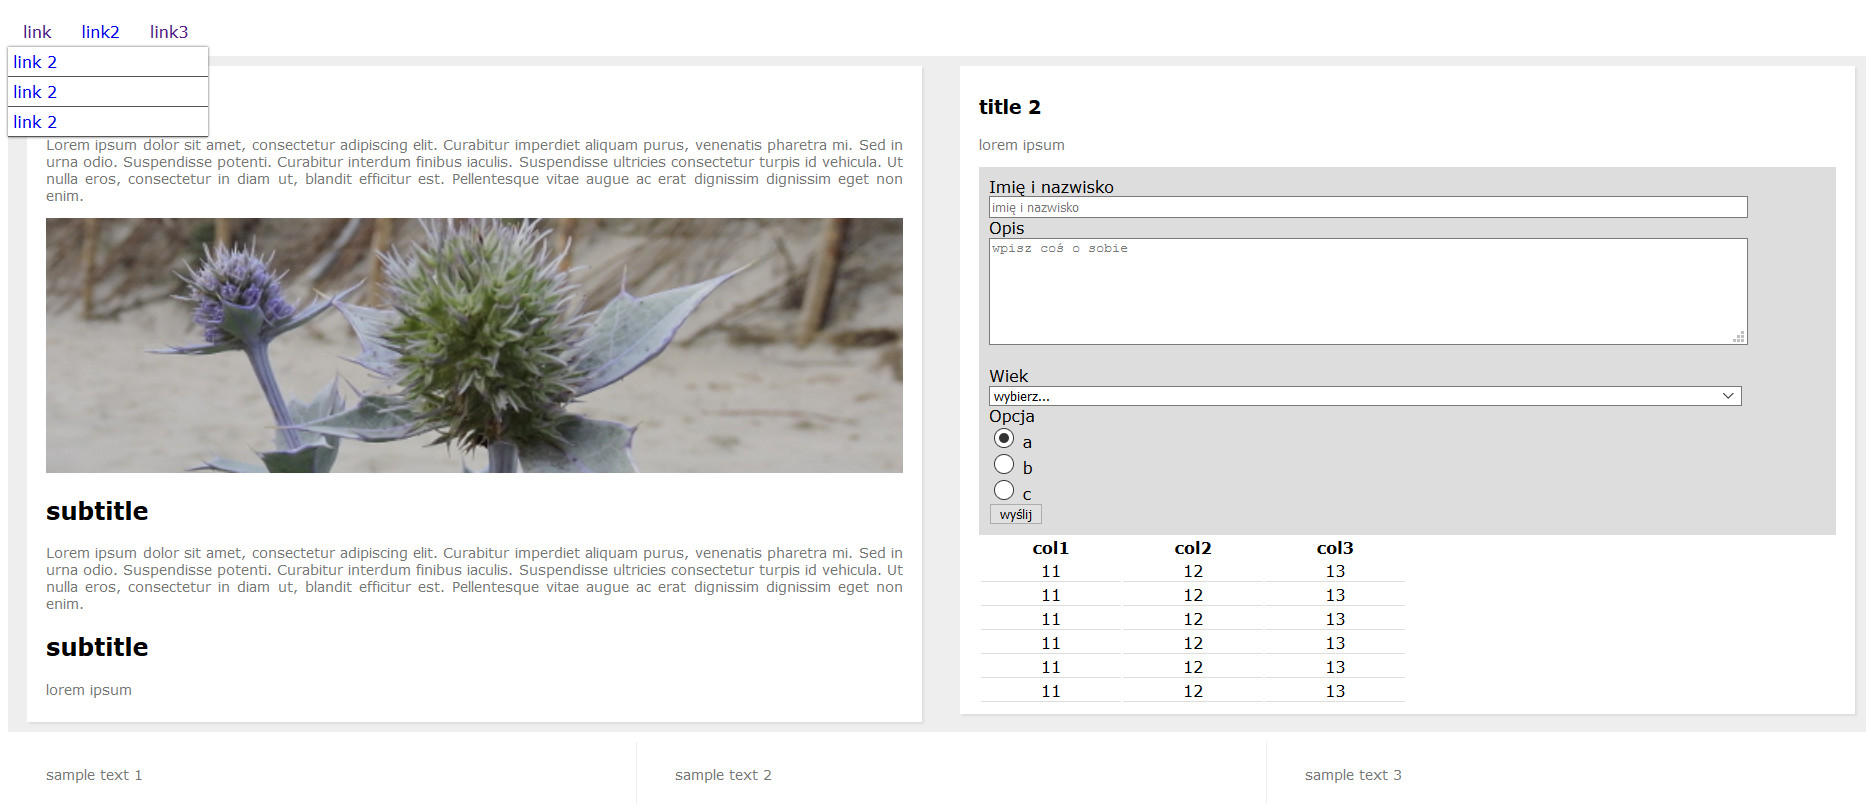 link link2 link3
link 2
link 2
link 2
Lorem ipsum dolor sit amet, consectetur adipiscing elit. Curabitur imperdiet aliquam purus, venenatis pharetra mi. Sed in
urna odio. Suspendisse potenti. Curabitur interdum finibus iaculis. Suspendisse ultricies consectetur turpis id vehicula. Ut
nulla eros, consectetur in diam ut, blandit efficitur est. Pellentesque vitae augue ac erat dignissim dignissim eget non
enim.
subtitle
Lorem ipsum dolor sit amet, consectetur adipiscing elit. Curabitur imperdiet aliquam purus, venenatis pharetra mi. Sed in
urna odio. Suspendisse potenti. Curabitur interdum finibus iaculis. Suspendisse ultricies consectetur turpis id vehicula. Ut
nulla eros, consectetur in diam ut, blandit efficitur est. Pellentesque vitae augue ac erat dignissim dignissim eget non
enim.
subtitle
lorem ipsum
title 2
lorem ipsum
Imię i nazwisko
imię i nazwisko
Opis
wpisz coś o sobie
Wiek
wybierz...
Opcja
a
b
c
wyślij
col1 col2 col3
11 12 13
11 12 13
11 12 13
11 12 13
11 12 13
11 12 13
sample text 1 sample text 2 sample text 3